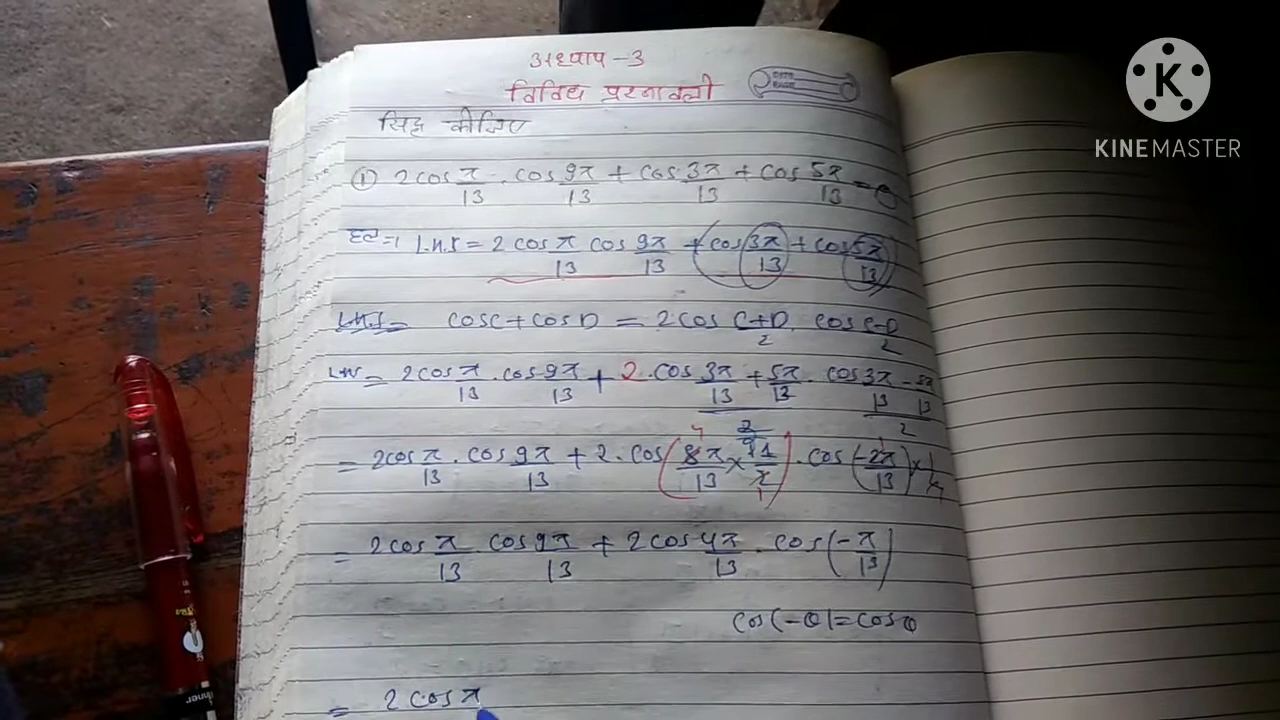 अध्याय - 3
विविध प्रश्नावली
सिद्ध कीजिए
K
KINEMASTER
① 2cos π/13 . cos 9π/13 + cos 3π/13 + cos 5π/13 = 0
हल=। L.H.S = 2 cos π/13 cos 9π/13 + (cos 3π/13 + cos 5π/13)
L.H.S = cosC + cosD = 2cos C+D/2 . cos C-D/2
LHS = 2cos π/13 . cos 9π/13 + 2 . cos (3π/13 + 5π/13)/2 . cos (3π/13 - 5π/13)/2
= 2cos π/13 . cos 9π/13 + 2 . cos (8π/13 × 1/2) . cos (-2π/13) × 1/2
= 2cos π/13 . cos 9π/13 + 2cos 4π/13 . cos (-π/13)
cos(-θ) = cosθ
= 2 cos π